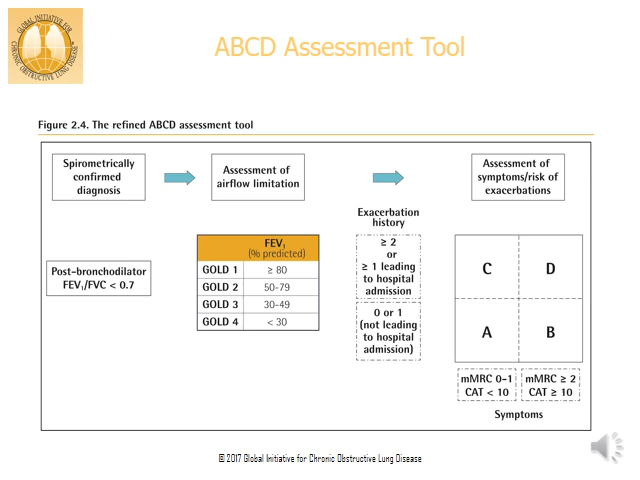 GLOBAL INITIATIVE FOR
CHRONIC OBSTRUCTIVE LUNG DISEASE
ABCD Assessment Tool
Figure 2.4. The refined ABCD assessment tool
Spirometrically
confirmed
diagnosis
Assessment of
airflow limitation
Assessment of
symptoms/risk of
exacerbations
Post-bronchodilator
FEV₁/FVC < 0.7
FEV₁
(% predicted)
GOLD 1 ≥ 80
GOLD 2 50-79
GOLD 3 30-49
GOLD 4 < 30
Exacerbation
history
≥ 2
or
≥ 1 leading
to hospital
admission
0 or 1
(not leading
to hospital
admission)
C D
A B
mMRC 0-1
CAT < 10
mMRC ≥ 2
CAT ≥ 10
Symptoms
© 2017 Global Initiative for Chronic Obstructive Lung Disease